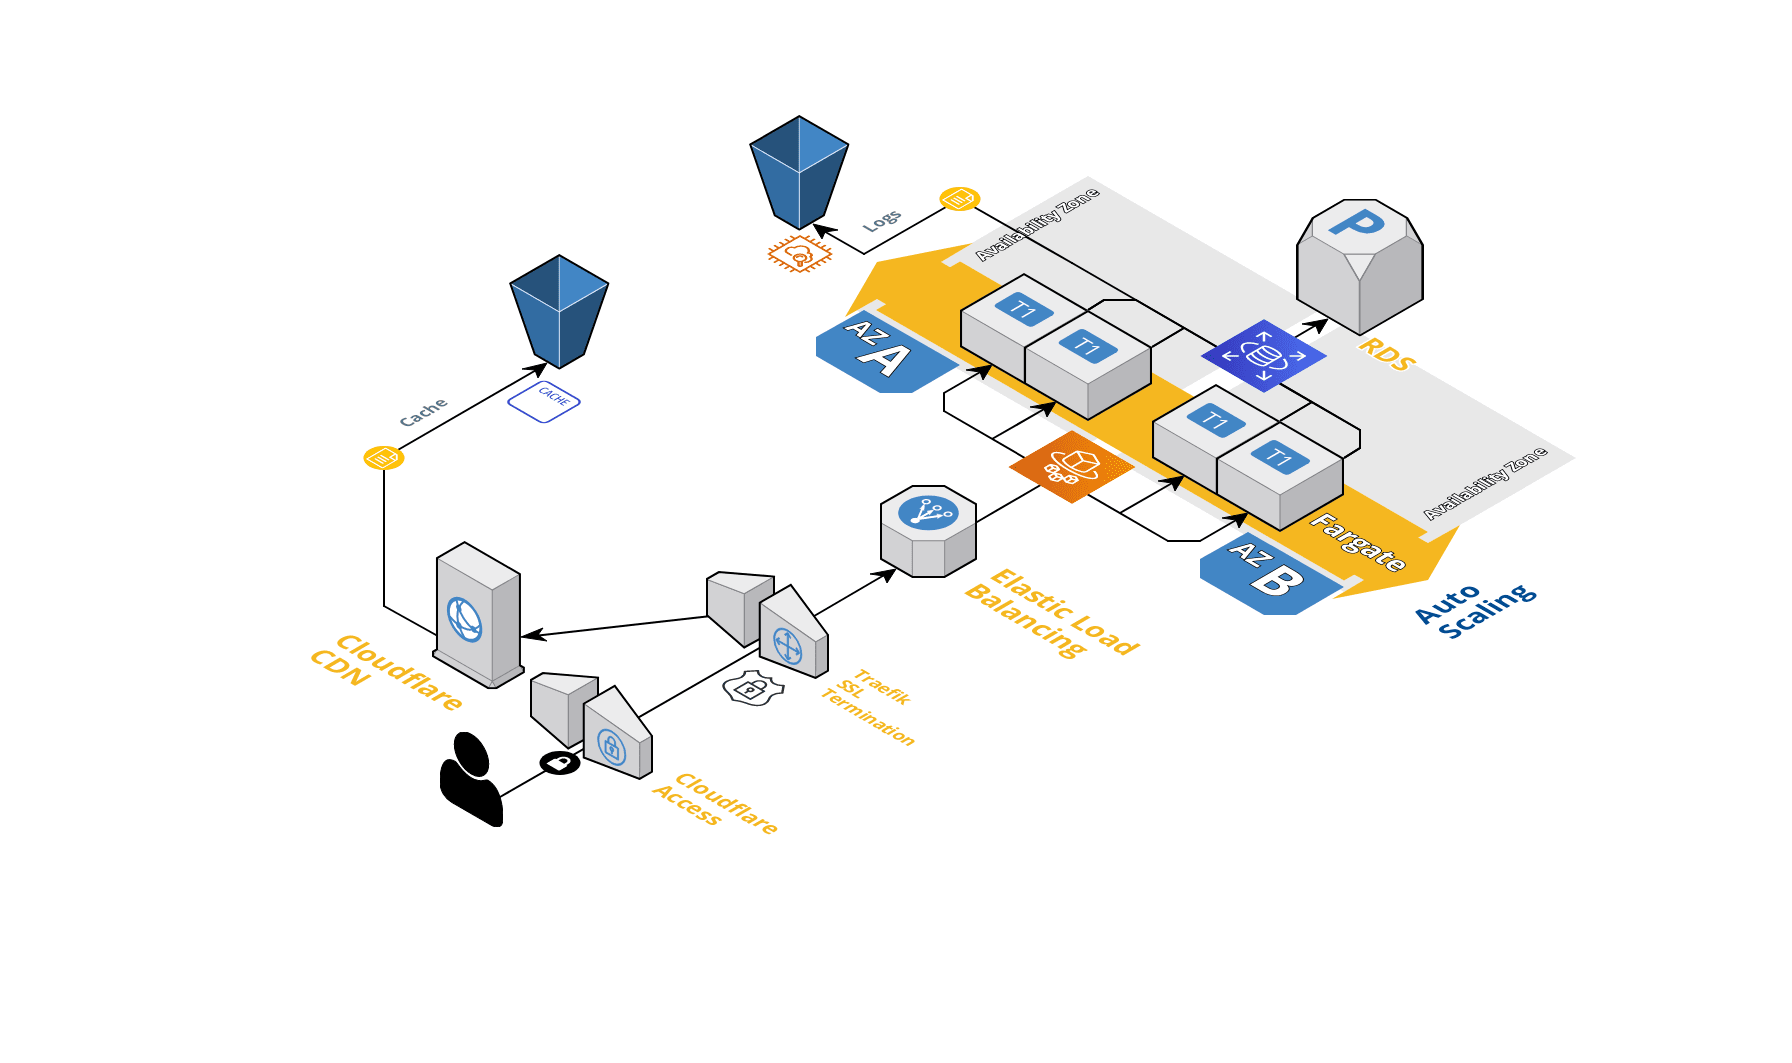 Logs
Availability Zone
P
RDS
T1
T1
AZ
A
CACHE
Cache
T1
T1
Availability Zone
Fargate
AZ
B
Auto
Scaling
Elastic Load
Balancing
Cloudflare
CDN
Traefik
SSL
Termination
Cloudflare
Access